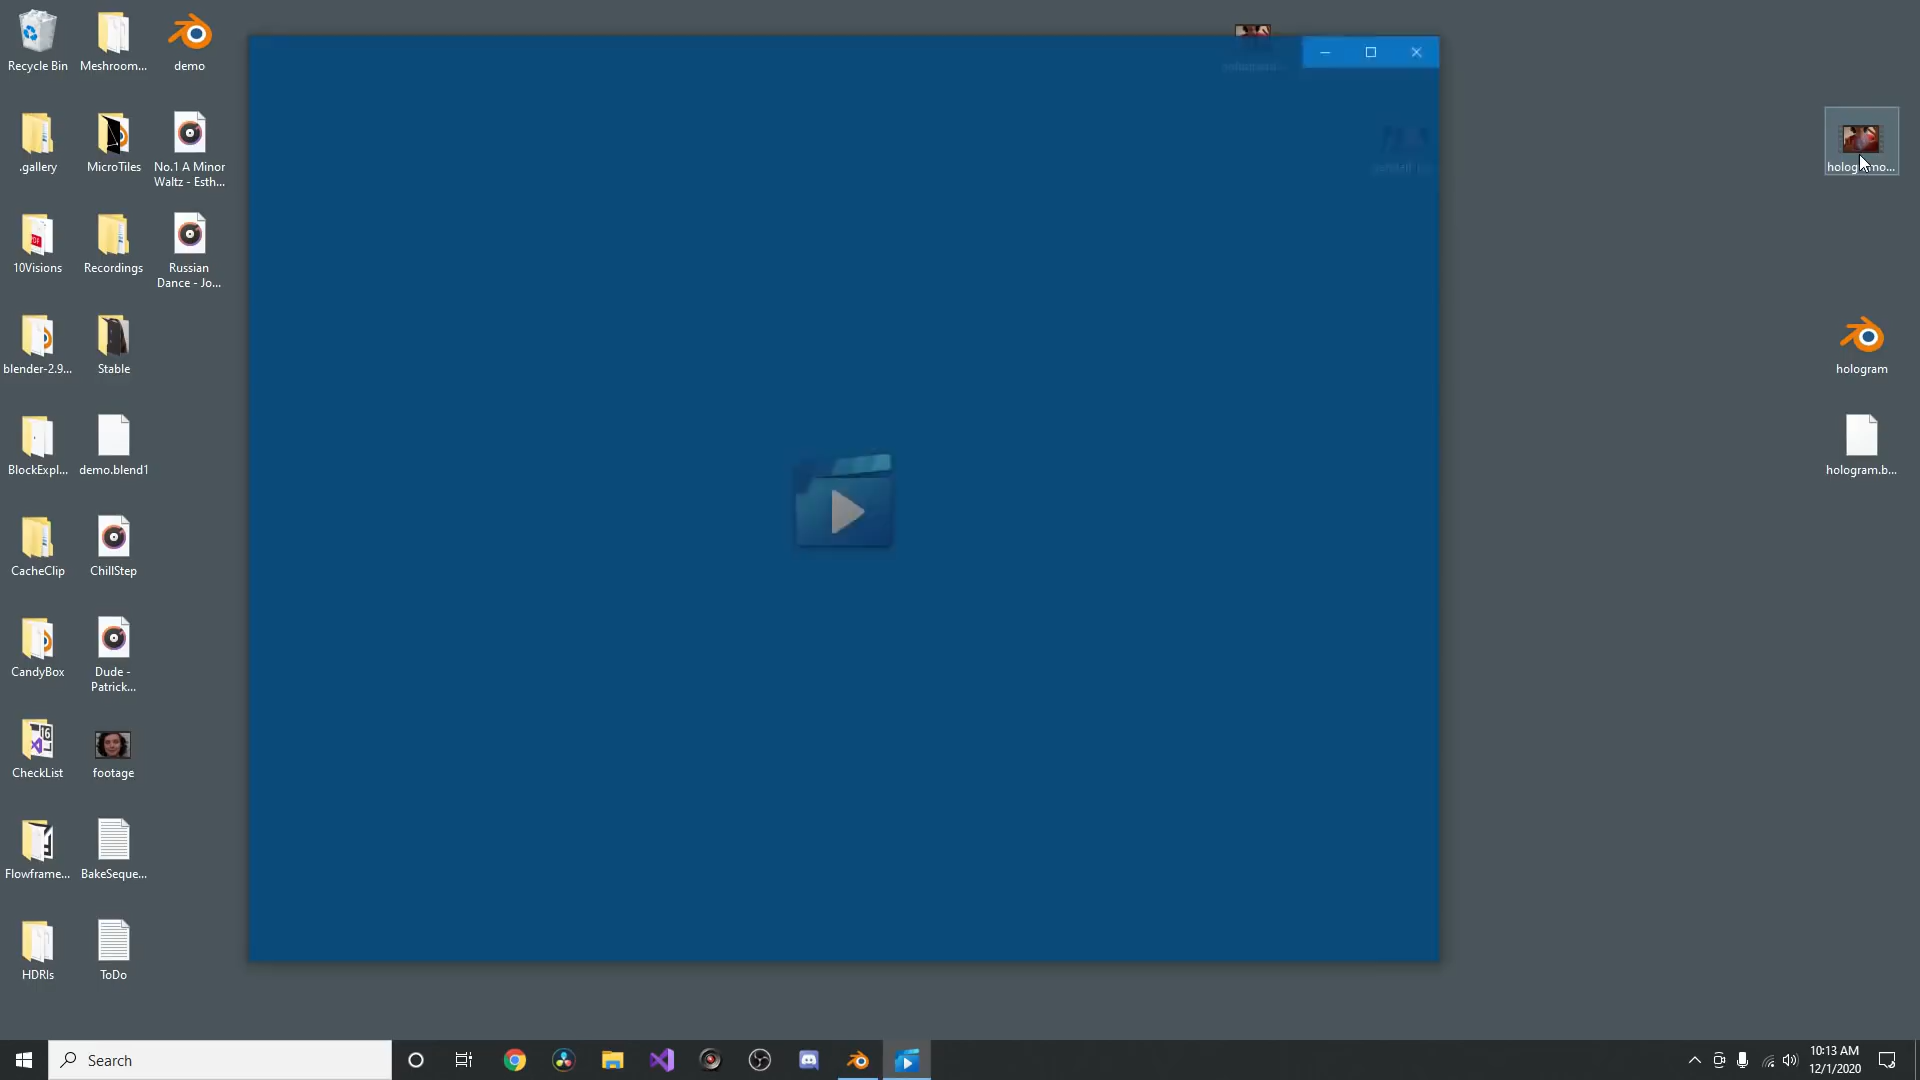 Recycle Bin
Meshroom...
demo
.gallery
MicroTiles
No.1 A Minor
Waltz - Esth...
10Visions
Recordings
Russian
Dance - Jo...
blender-2.9...
Stable
BlockExpl...
demo.blend1
CacheClip
ChillStep
CandyBox
Dude -
Patrick...
CheckList
footage
Flowframe...
BakeSeque...
HDRIs
ToDo
hologram
hologram.b...
Search
10:13 AM
12/1/2020